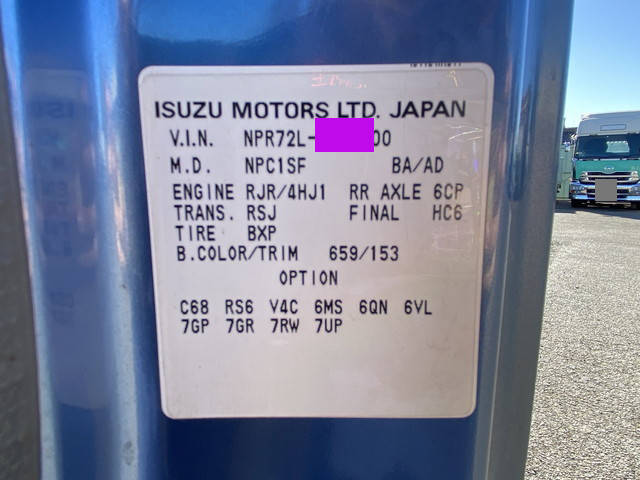 ISUZU MOTORS LTD. JAPAN
V.I.N. NPR72L- 00
M.D. NPC1SF BA/AD
ENGINE RJR/4HJ1 RR AXLE 6CP
TRANS. RSJ FINAL HC6
TIRE BXP
B.COLOR/TRIM 659/153
OPTION
C68 RS6 V4C 6MS 6QN 6VL
7GP 7GR 7RW 7UP